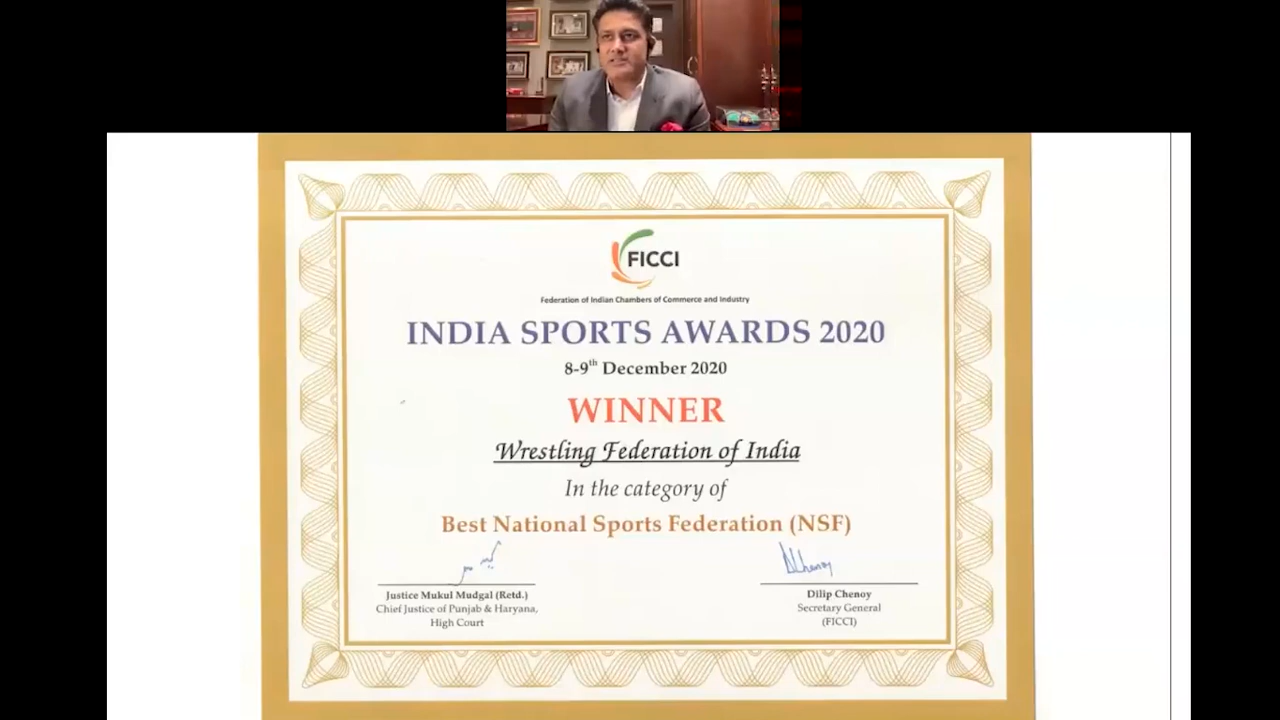 FICCI
Federation of Indian Chambers of Commerce and Industry
INDIA SPORTS AWARDS 2020
8-9th December 2020
WINNER
Wrestling Federation of India
In the category of
Best National Sports Federation (NSF)
DChenoy
Justice Mukul Mudgal (Retd.)
Chief Justice of Punjab & Haryana,
High Court
Dilip Chenoy
Secretary General
(FICCI)